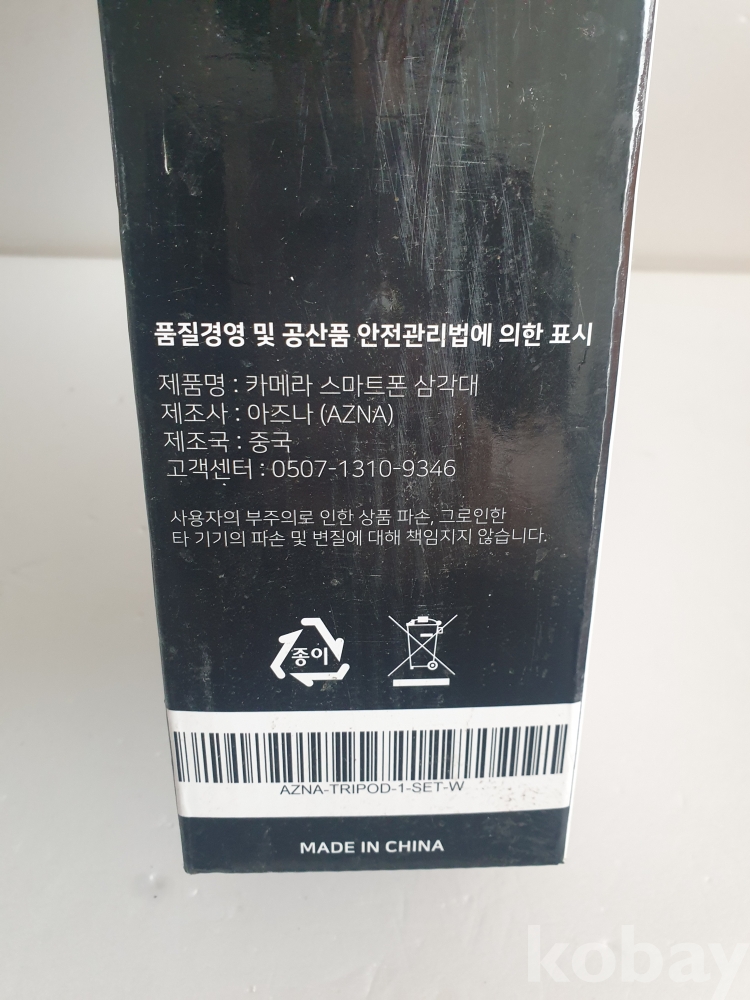 품질경영 및 공산품 안전관리법에 의한 표시
제품명 : 카메라 스마트폰 삼각대
제조사 : 아즈나 (AZNA)
제조국 : 중국
고객센터 : 0507-1310-9346
사용자의 부주의로 인한 상품 파손, 그로인한
타 기기의 파손 및 변질에 대해 책임지지 않습니다.
종이
AZNA-TRIPOD-1-SET-W
MADE IN CHINA
kobay